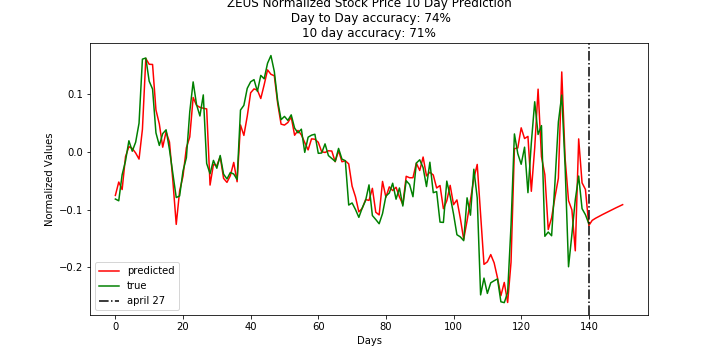 ZEUS Normalized Stock Price 10 Day Prediction
Day to Day accuracy: 74%
10 day accuracy: 71%
Normalized Values
0.1
0.0
−0.1
−0.2
predicted
true
april 27
0
20
40
60
80
100
120
140
Days